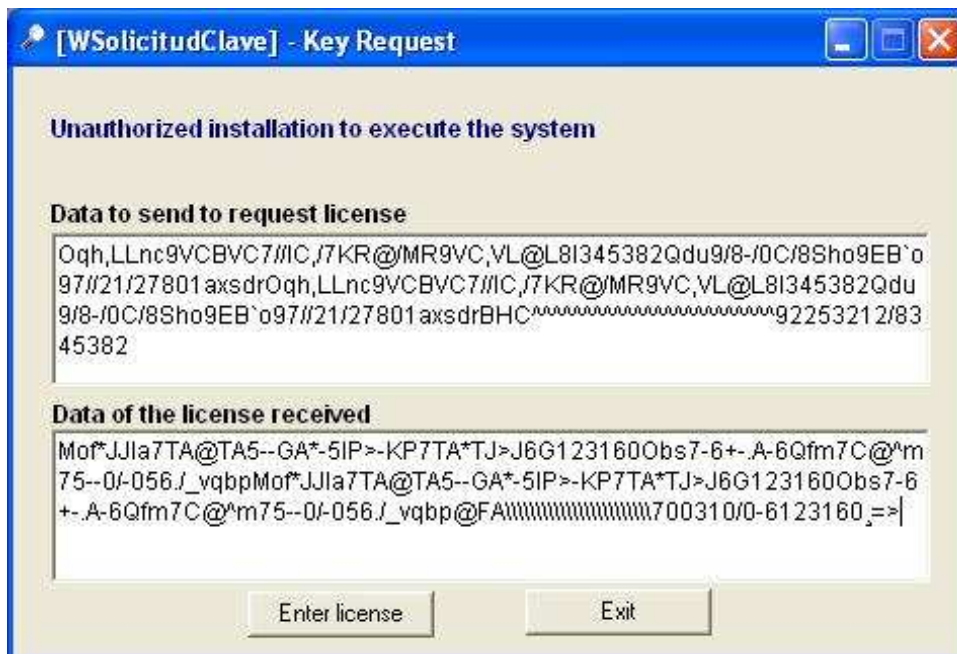 [WSolicitudClave] - Key Request
Unauthorized installation to execute the system
Data to send to request license
Oqh,LLnc9VCBVC7//IC,/7KR@/MR9VC,VL@L8I345382Qdu9/8-/0C/8Sho9EB`o
97//21/27801axsdrOqh,LLnc9VCBVC7//IC,/7KR@/MR9VC,VL@L8I345382Qdu
9/8-/0C/8Sho9EB`o97//21/27801axsdrBHC^^^^^^^^^^^^^^^^^^^^^^^^^92253212/83
45382
Data of the license received
Mof*JJla7TA@TA5--GA*-5IP>-KP7TA*TJ>J6G123160Obs7-6+-.A-6Qfm7C@^m
75--0/-056./_vqbpMof*JJla7TA@TA5--GA*-5IP>-KP7TA*TJ>J6G123160Obs7-6
+-.A-6Qfm7C@^m75--0/-056./_vqbp@FA\\\\\\\\\\\\\\\\\\\\\\\\\700310/0-6123160¸=>
Enter license
Exit